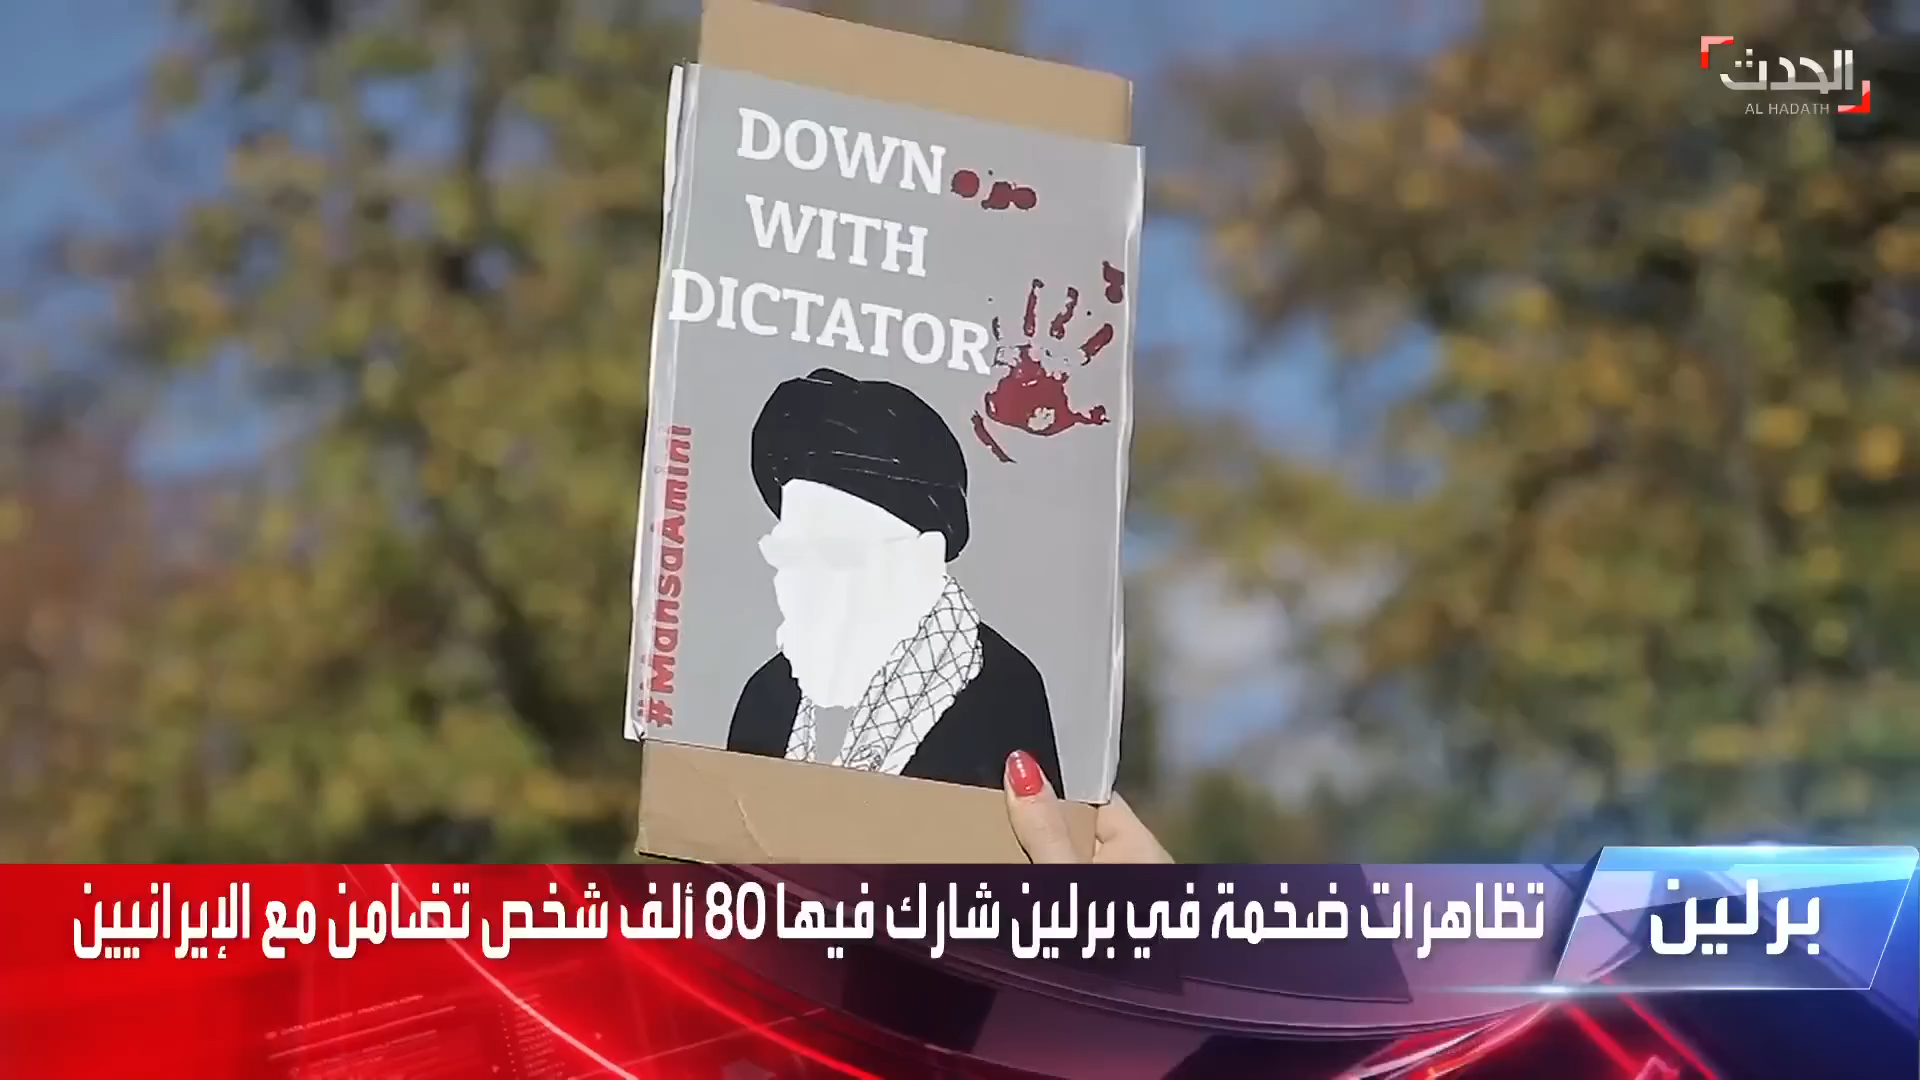 الحدث
AL HADATH
DOWN
WITH
DICTATOR
#MahsaAmini
برلين
تظاهرات ضخمة في برلين شارك فيها 80 ألف شخص تضامن مع الإيرانيين